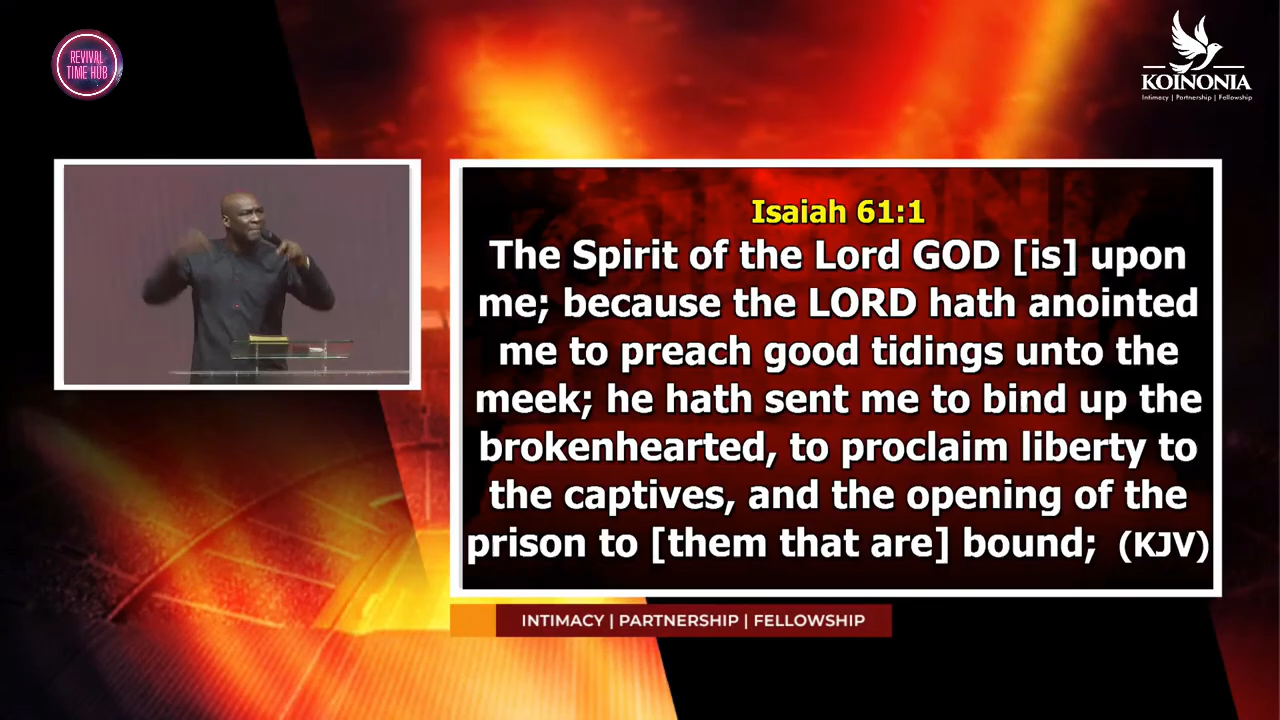 REVIVAL
TIME HUB
KOINONIA
Intimacy | Partnership | Fellowship
Isaiah 61:1
The Spirit of the Lord GOD [is] upon
me; because the LORD hath anointed
me to preach good tidings unto the
meek; he hath sent me to bind up the
brokenhearted, to proclaim liberty to
the captives, and the opening of the
prison to [them that are] bound; (KJV)
INTIMACY | PARTNERSHIP | FELLOWSHIP